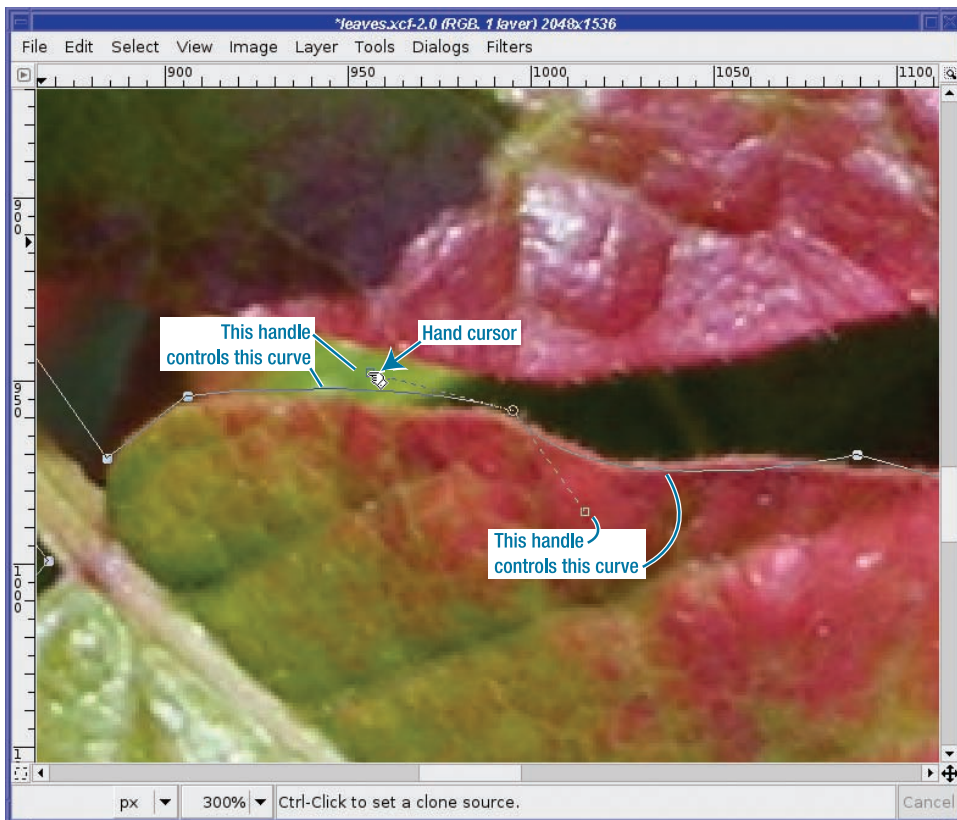 *leaves.xcf-2.0 (RGB, 1 layer) 2048x1536
File Edit Select View Image Layer Tools Dialogs Filters
900 950 1000 1050 1100
900
This handle
controls this curve
Hand cursor
950
This handle
controls this curve
1000
1
px 300% Ctrl-Click to set a clone source. Cancel